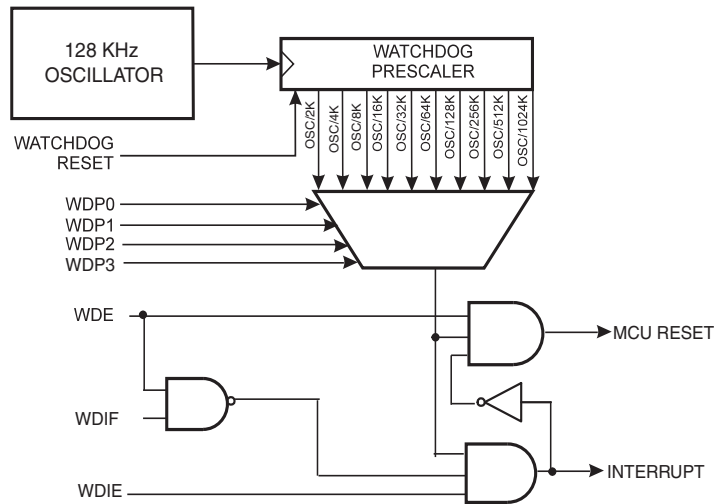 128 KHz
OSCILLATOR
WATCHDOG
PRESCALER
WATCHDOG
RESET
OSC/2K
OSC/4K
OSC/8K
OSC/16K
OSC/32K
OSC/64K
OSC/128K
OSC/256K
OSC/512K
OSC/1024K
WDP0
WDP1
WDP2
WDP3
WDE
MCU RESET
WDIF
INTERRUPT
WDIE